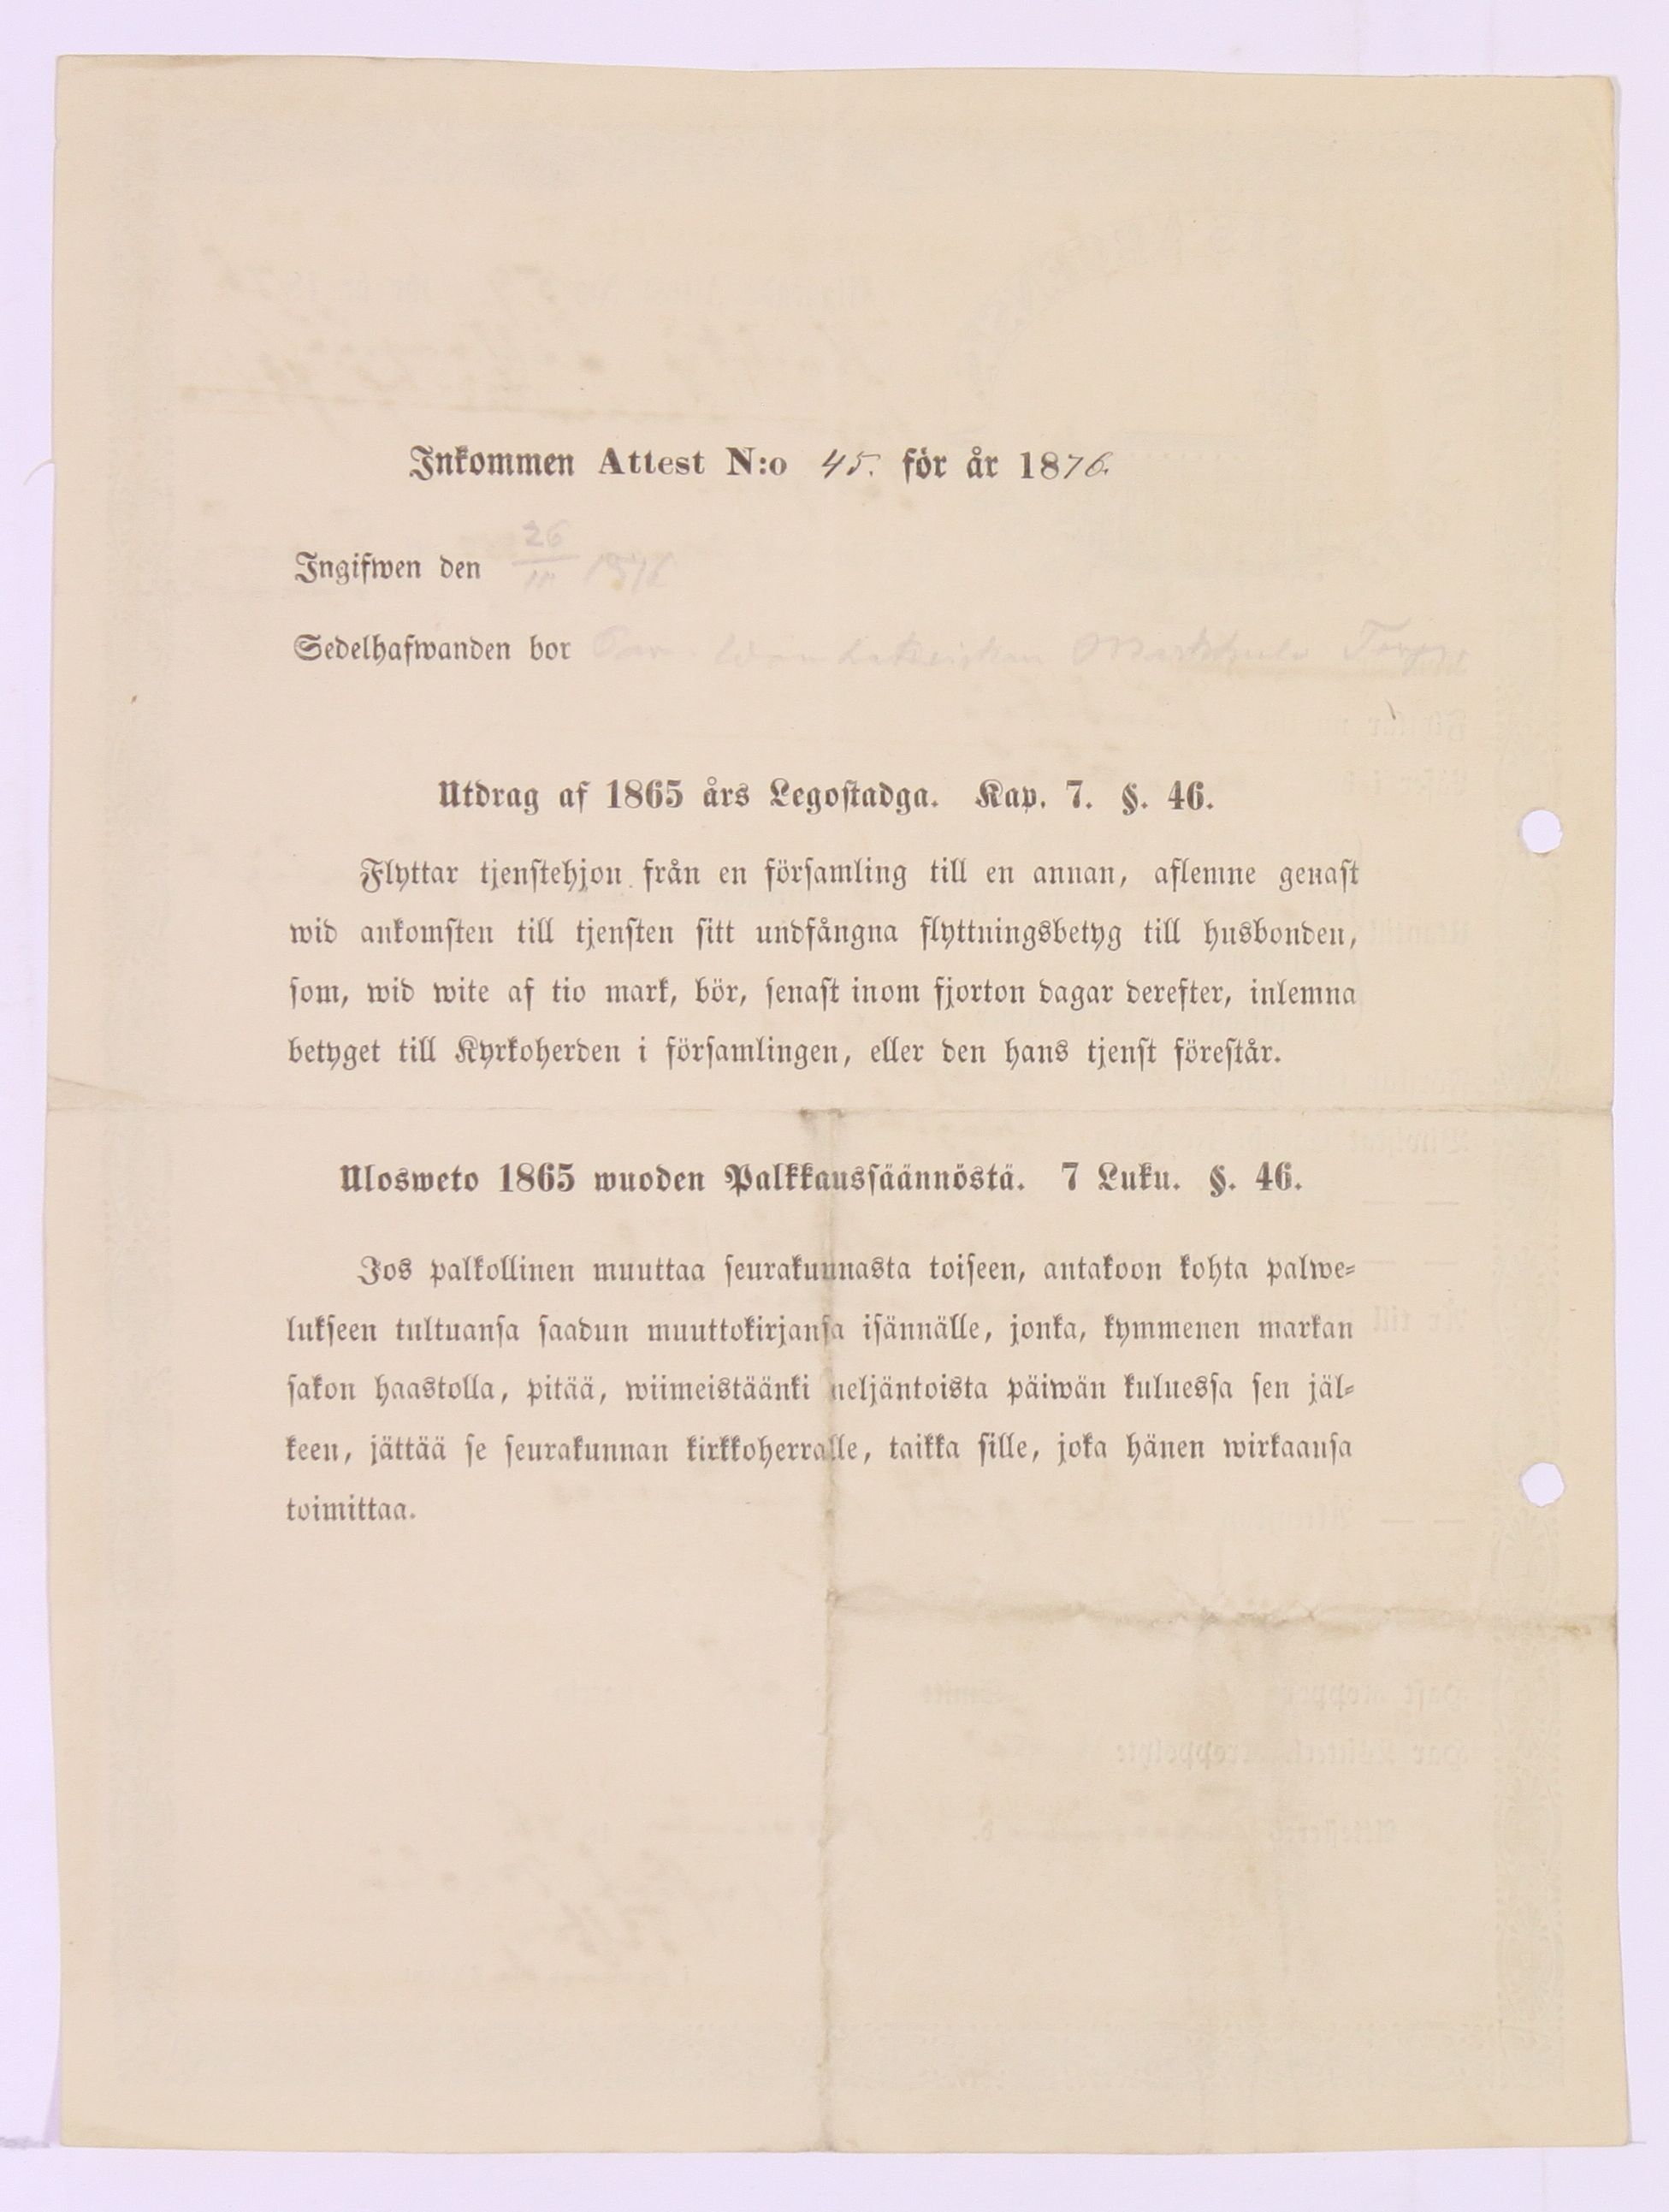 Inkommen Attest N:o 45. för år 1876.
Ingifwen den 26/III 1876
Sedelhafwanden bor
Utdrag af 1865 års Legostadga. Kap. 7. §. 46.
Flyttar tjenstehjon från en församling till en annan, aflemne genast
wid ankomsten till tjensten sitt undfångna flyttningsbetyg till husbonden,
som, wid wite af tio mark, bör, senast inom fjorton dagar derefter, inlemna
betyget till Kyrkoherden i församlingen, eller den hans tjenst förestår.
Ulosweto 1865 wuoden Palkkaussäännöstä. 7 Luku. §. 46.
Jos palkollinen muuttaa seurakunnasta toiseen, antakoon kohta palwe=
lukseen tultuansa saadun muuttokirjansa isännälle, jonka, kymmenen markan
sakon haastolla, pitää, wiimeistäänki neljäntoista päiwän kuluessa sen jäl=
keen, jättää se seurakunnan kirkkoherralle, taikka sille, joka hänen wirkaansa
toimittaa.